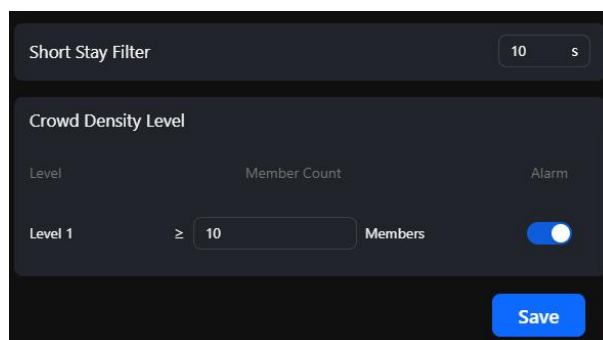 Short Stay Filter 10 s
Crowd Density Level
Level Member Count Alarm
Level 1 ≥ 10 Members
Save